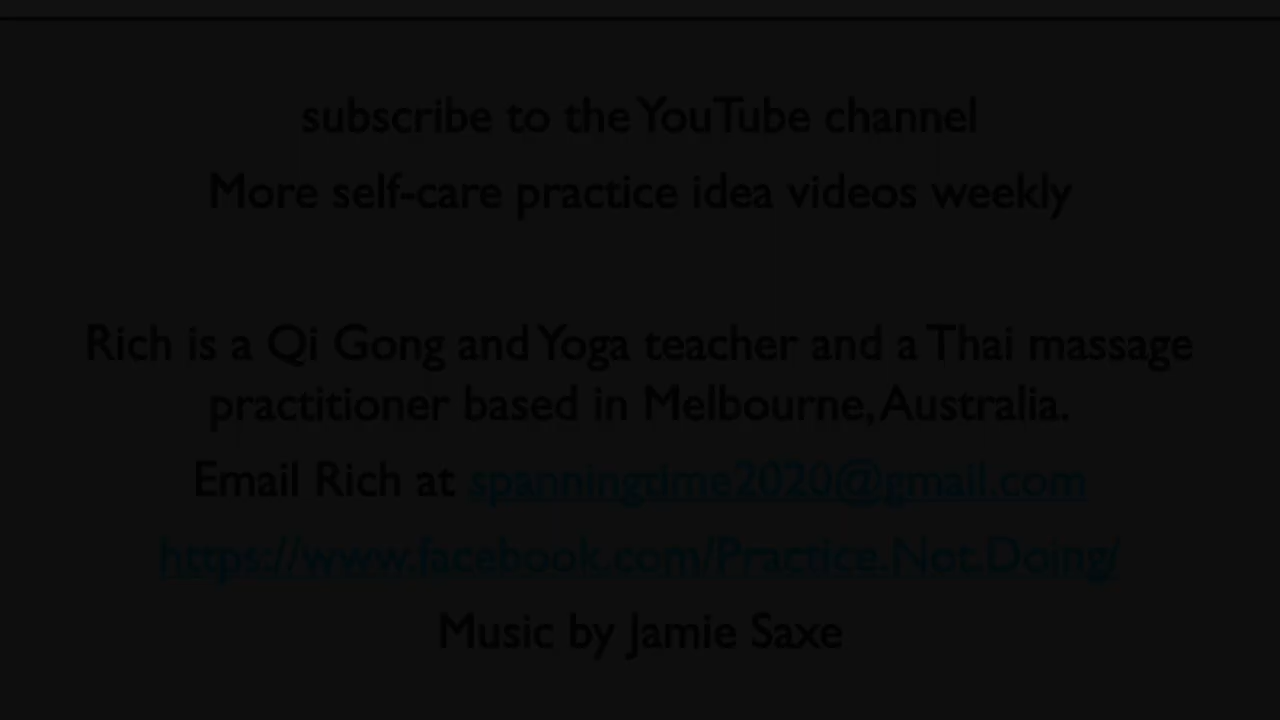 subscribe to the YouTube channel
More self-care practice idea videos weekly
Rich is a Qi Gong and Yoga teacher and a Thai massage
practitioner based in Melbourne, Australia.
Email Rich at spanningtime2020@gmail.com
https://www.facebook.com/Practice.Not.Doing/
Music by Jamie Saxe